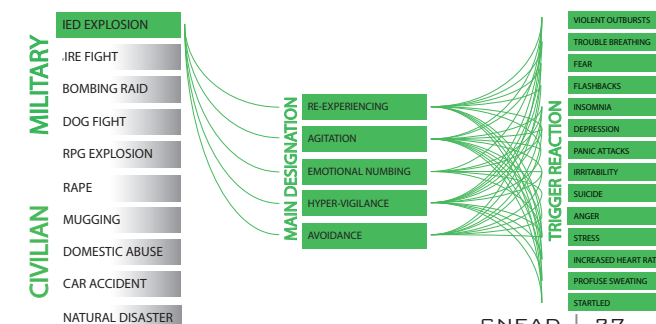 MILITARY
IED EXPLOSION
IRE FIGHT
BOMBING RAID
DOG FIGHT
RPG EXPLOSION
CIVILIAN
RAPE
MUGGING
DOMESTIC ABUSE
CAR ACCIDENT
NATURAL DISASTER
MAIN DESIGNATION
RE-EXPERIENCING
AGITATION
EMOTIONAL NUMBING
HYPER-VIGILANCE
AVOIDANCE
TRIGGER REACTION
VIOLENT OUTBURSTS
TROUBLE BREATHING
FEAR
FLASHBACKS
INSOMNIA
DEPRESSION
PANIC ATTACKS
IRRITABILITY
SUICIDE
ANGER
STRESS
INCREASED HEART RAT
PROFUSE SWEATING
STARTLED